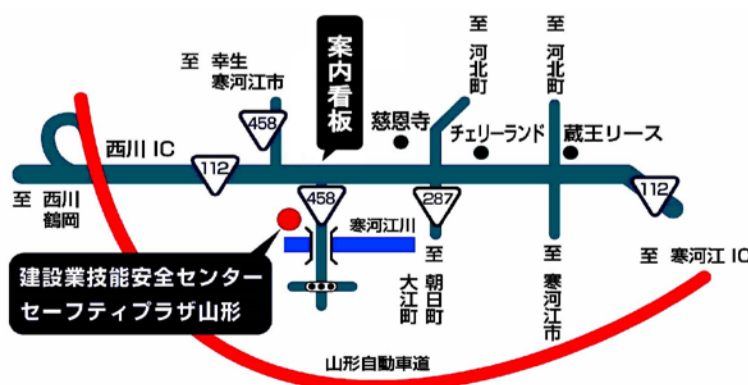 至 幸生
寒河江市
458
案内看板
至 河北町
至 河北町
慈恩寺
チェリーランド
蔵王リース
西川 IC
112
至 西川
鶴岡
458
287
112
寒河江川
建設業技能安全センター
セーフティプラザ山形
至 朝日町
大江町
至 寒河江市
至 寒河江 IC
山形自動車道